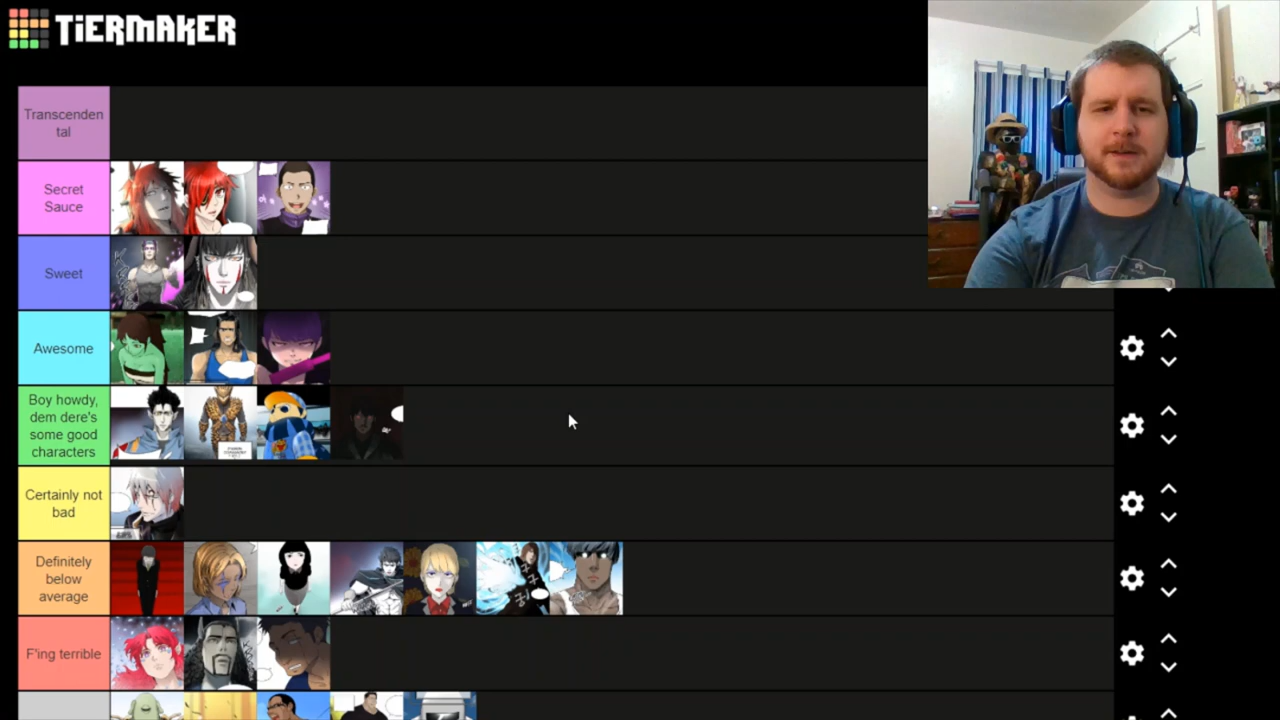 TiERMAKER
Transcenden
tal
Secret
Sauce
Sweet
Awesome
Boy howdy,
dem dere's
some good
characters
Certainly not
bad
Definitely
below
average
F'ing terrible